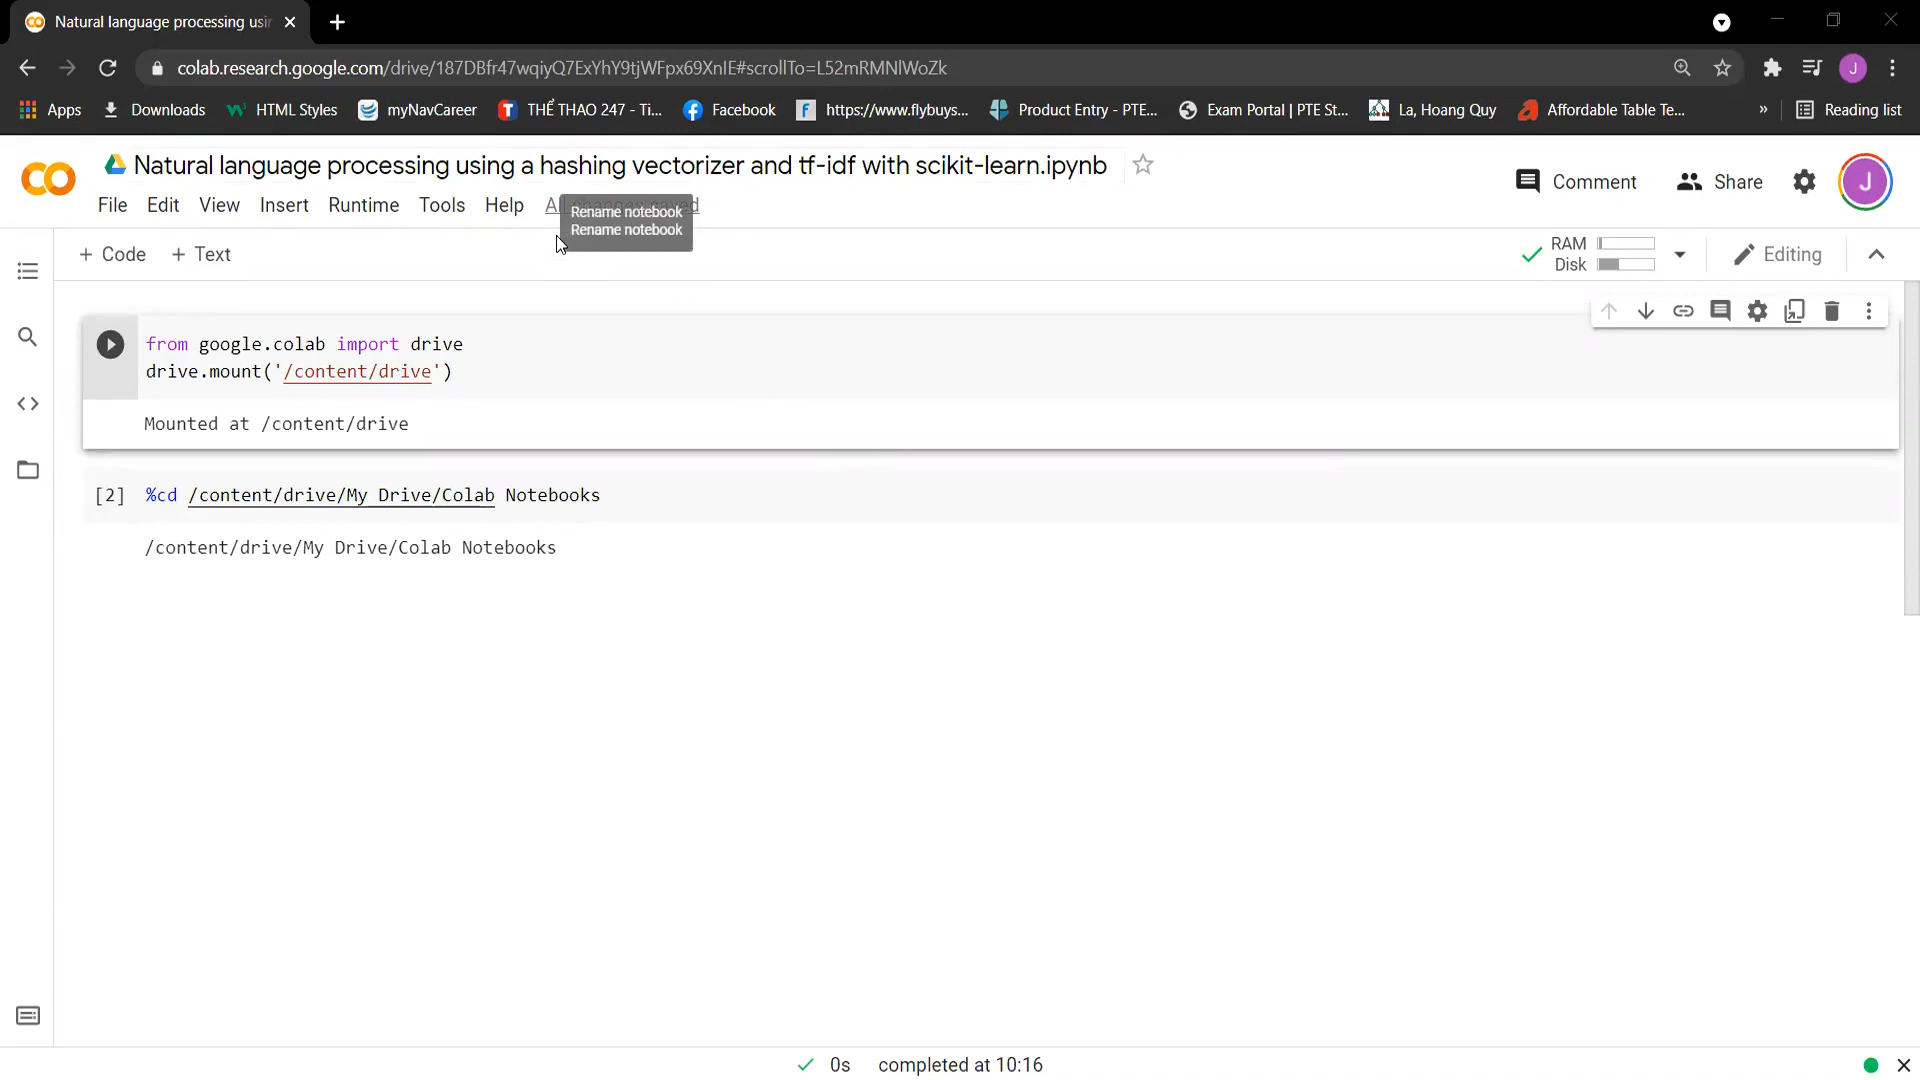 Natural language processing usin
colab.research.google.com/drive/187DBfr47wqiyQ7ExYhY9tjWFpx69XnIE#scrollTo=L52mRMNlWoZk
J
Apps Downloads HTML Styles myNavCareer THỂ THAO 247 - Ti... Facebook https://www.flybuys... Product Entry - PTE... Exam Portal | PTE St... La, Hoang Quy Affordable Table Te... » Reading list
Natural language processing using a hashing vectorizer and tf-idf with scikit-learn.ipynb
Comment Share J
File Edit View Insert Runtime Tools Help
Rename notebook
Rename notebook
+ Code + Text
RAM
Disk
Editing
from google.colab import drive
drive.mount('/content/drive')
Mounted at /content/drive
[2] %cd /content/drive/My Drive/Colab Notebooks
/content/drive/My Drive/Colab Notebooks
0s completed at 10:16